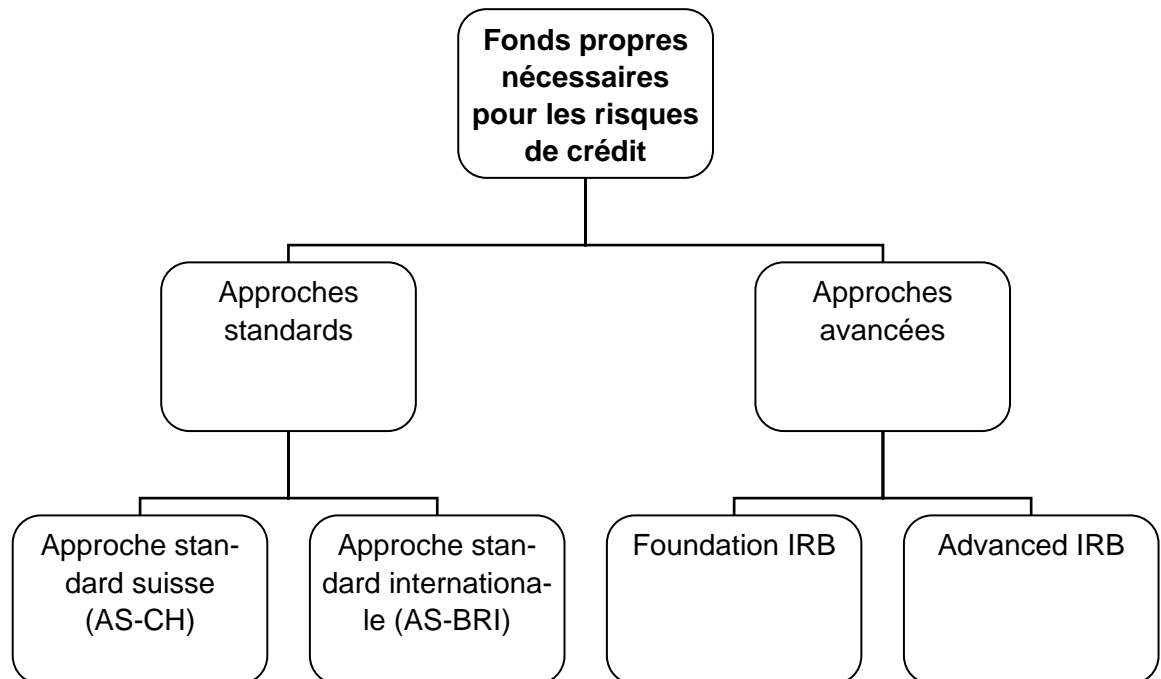 Fonds propres
nécessaires
pour les risques
de crédit
Approches
standards
Approches
avancées
Approche stan-
dard suisse
(AS-CH)
Approche stan-
dard internationa-
le (AS-BRI)
Foundation IRB
Advanced IRB